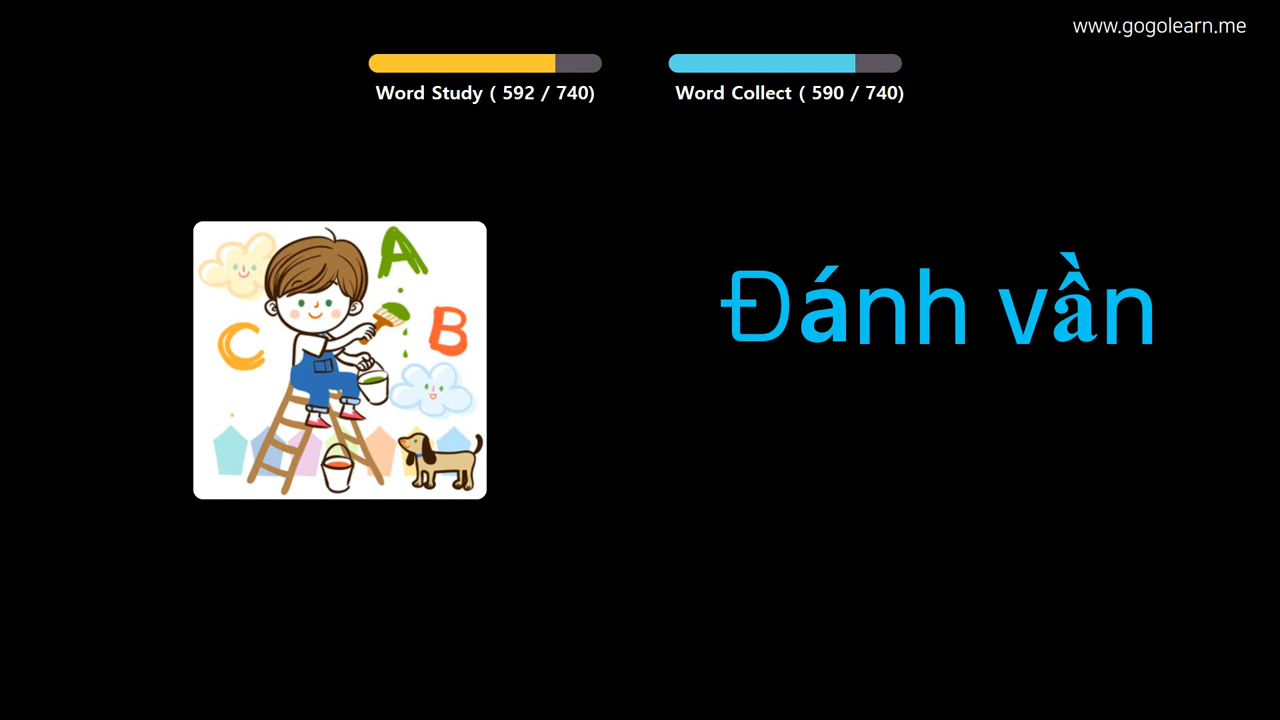 www.gogolearn.me
Word Study ( 592 / 740)
Word Collect ( 590 / 740)
A
B
C
Đánh vần